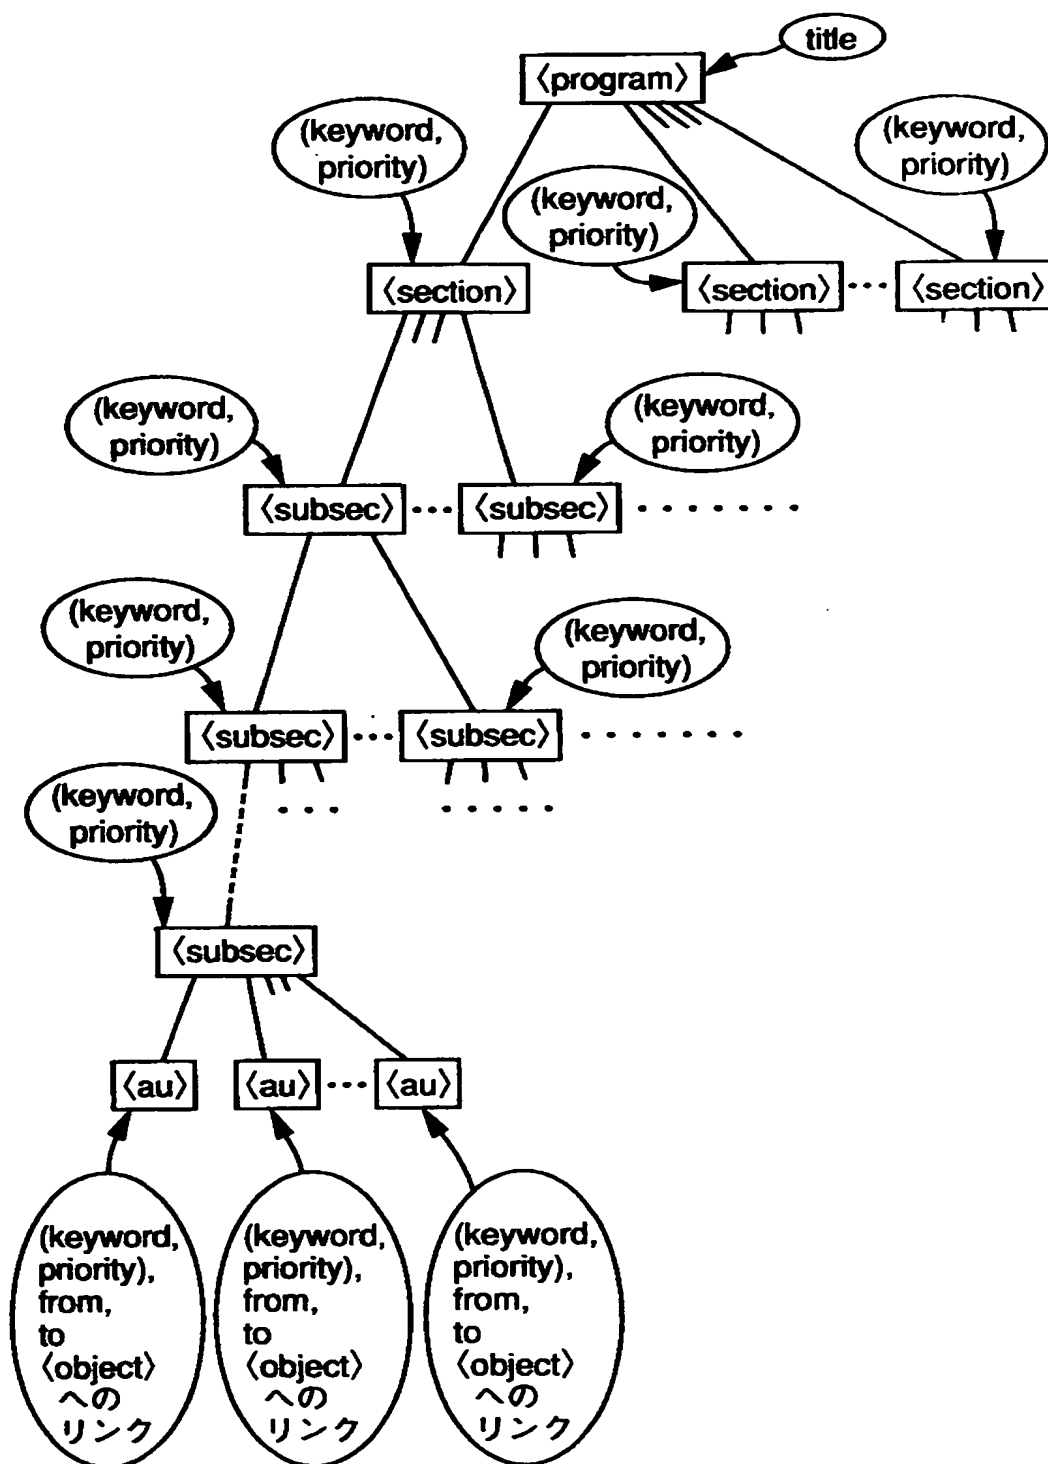 title
〈program〉
(keyword,
priority)
(keyword,
priority)
(keyword,
priority)
〈section〉
〈section〉
〈section〉
(keyword,
priority)
(keyword,
priority)
〈subsec〉
〈subsec〉
(keyword,
priority)
(keyword,
priority)
〈subsec〉
〈subsec〉
(keyword,
priority)
〈subsec〉
〈au〉
〈au〉
〈au〉
(keyword,
priority),
from,
to
〈object〉
への
リンク
(keyword,
priority),
from,
to
〈object〉
への
リンク
(keyword,
priority),
from,
to
〈object〉
への
リンク